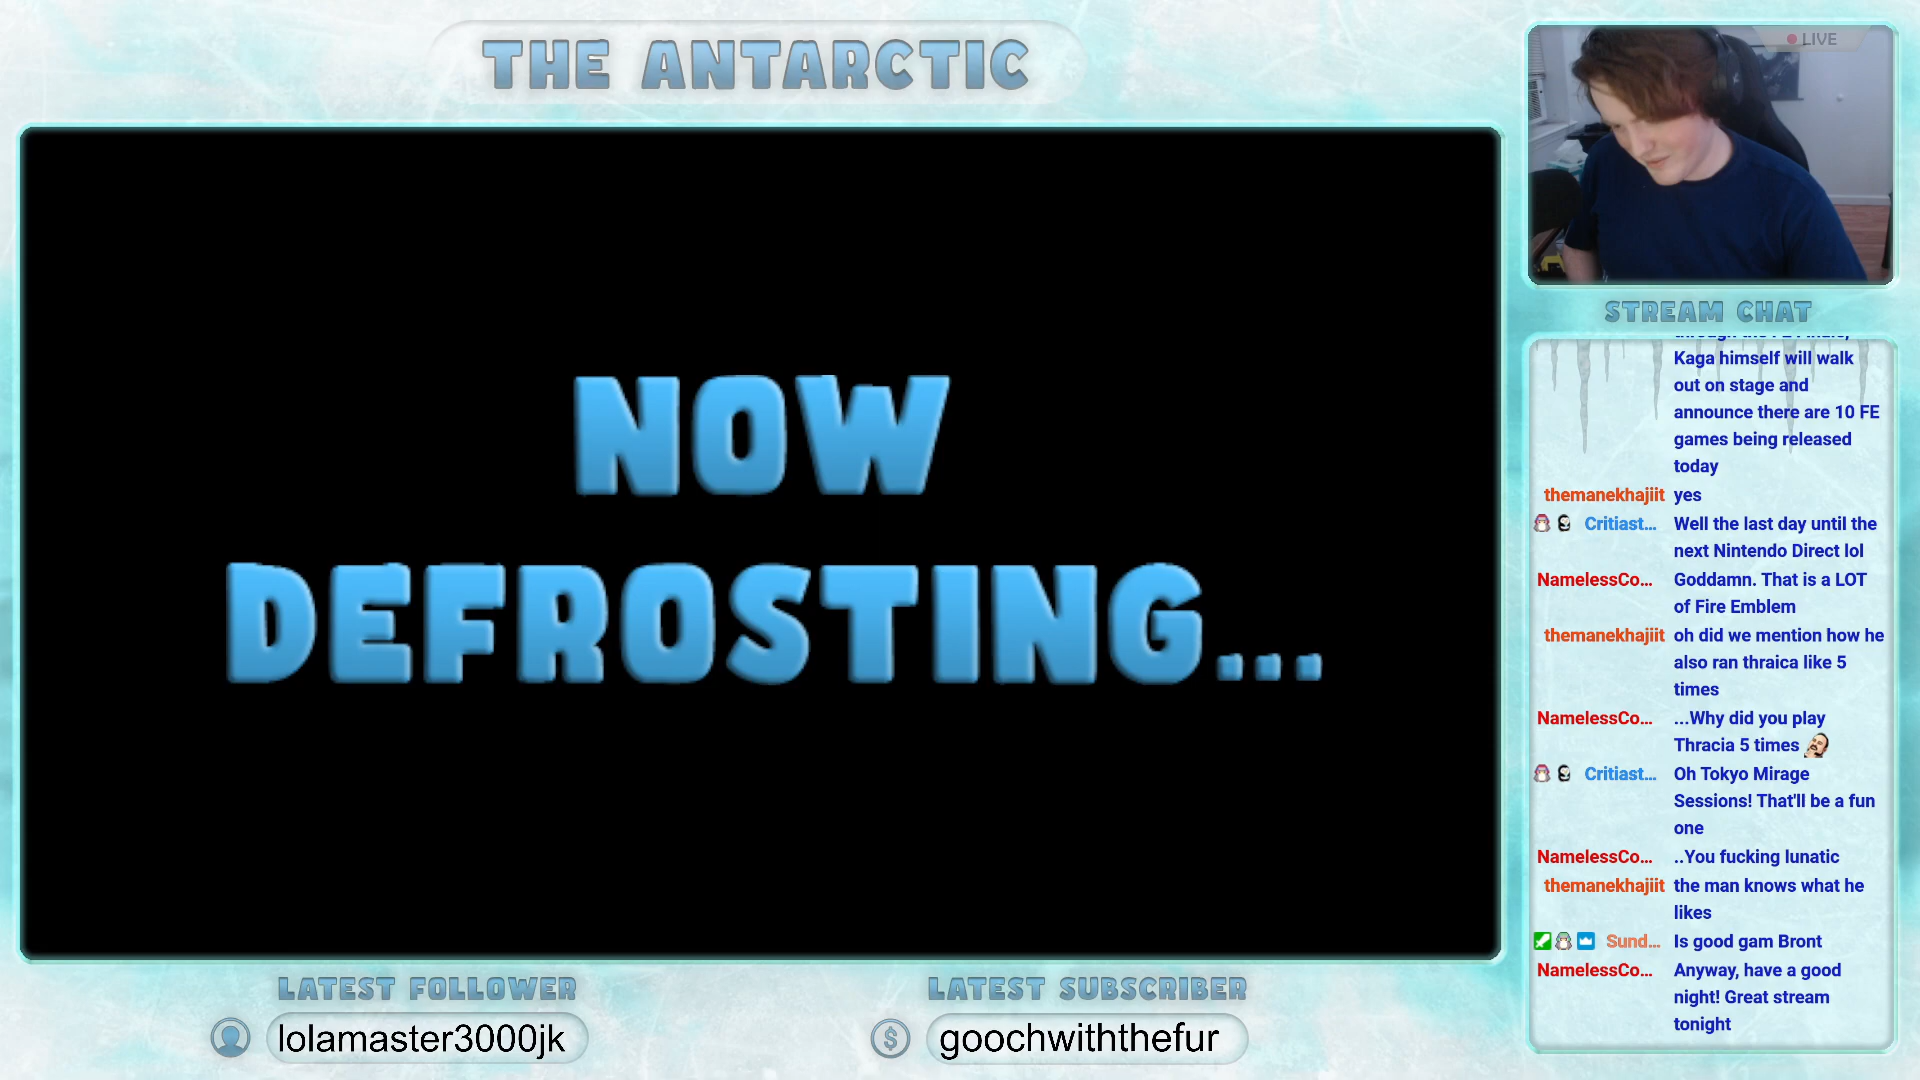 THE ANTARCTIC
LIVE
NOW
DEFROSTING...
STREAM CHAT
Kaga himself will walk
out on stage and
announce there are 10 FE
games being released
today
themanekhajiit yes
Critiast... Well the last day until the
next Nintendo Direct lol
NamelessCo... Goddamn. That is a LOT
of Fire Emblem
themanekhajiit oh did we mention how he
also ran thraica like 5
times
NamelessCo... ...Why did you play
Thracia 5 times
Critiast... Oh Tokyo Mirage
Sessions! That'll be a fun
one
NamelessCo... ..You fucking lunatic
themanekhajiit the man knows what he
likes
Sund... Is good gam Bront
NamelessCo... Anyway, have a good
night! Great stream
tonight
LATEST FOLLOWER
lolamaster3000jk
LATEST SUBSCRIBER
goochwiththefur